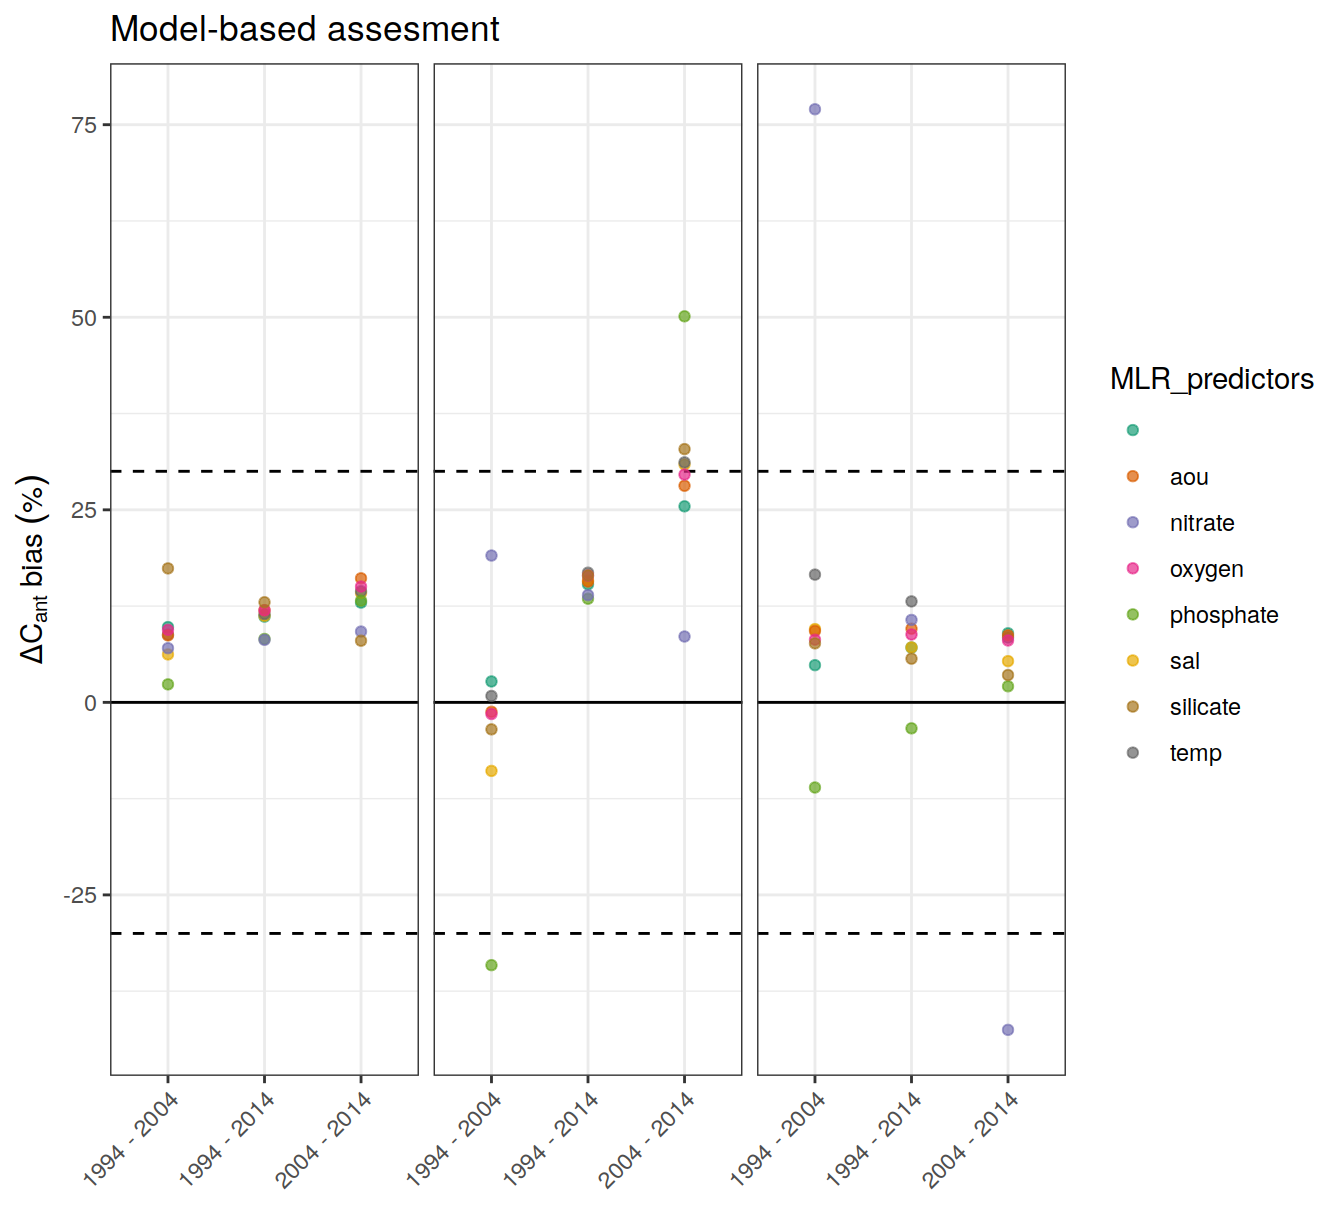 Model-based assesment
ΔCant bias (%)
75
50
25
0
-25
1994 - 2004
1994 - 2014
2004 - 2014
1994 - 2004
1994 - 2014
2004 - 2014
1994 - 2004
1994 - 2014
2004 - 2014
MLR_predictors
aou
nitrate
oxygen
phosphate
sal
silicate
temp